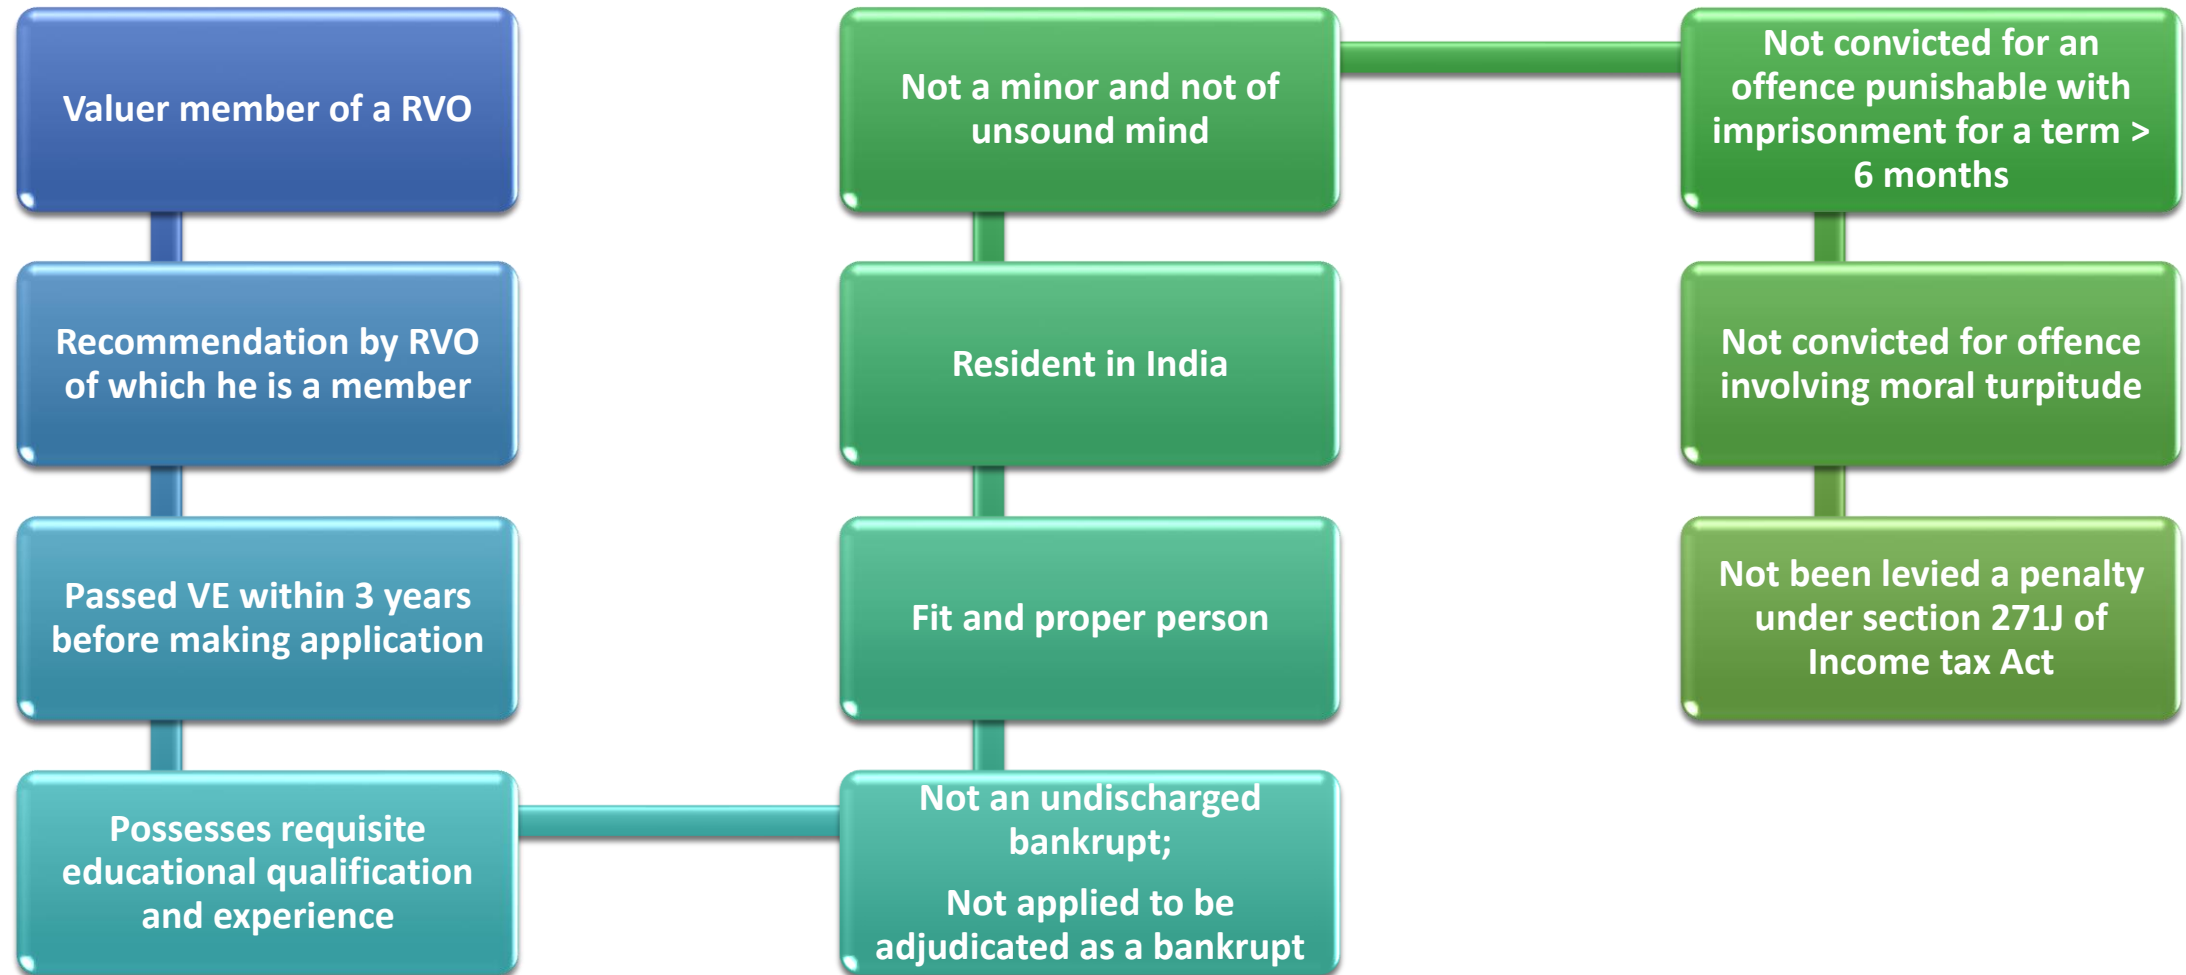 Valuer member of a RVO
Recommendation by RVO
of which he is a member
Passed VE within 3 years
before making application
Possesses requisite
educational qualification
and experience
Not an undischarged
bankrupt;
Not applied to be
adjudicated as a bankrupt
Fit and proper person
Resident in India
Not a minor and not of
unsound mind
Not convicted for an
offence punishable with
imprisonment for a term >
6 months
Not convicted for offence
involving moral turpitude
Not been levied a penalty
under section 271J of
Income tax Act